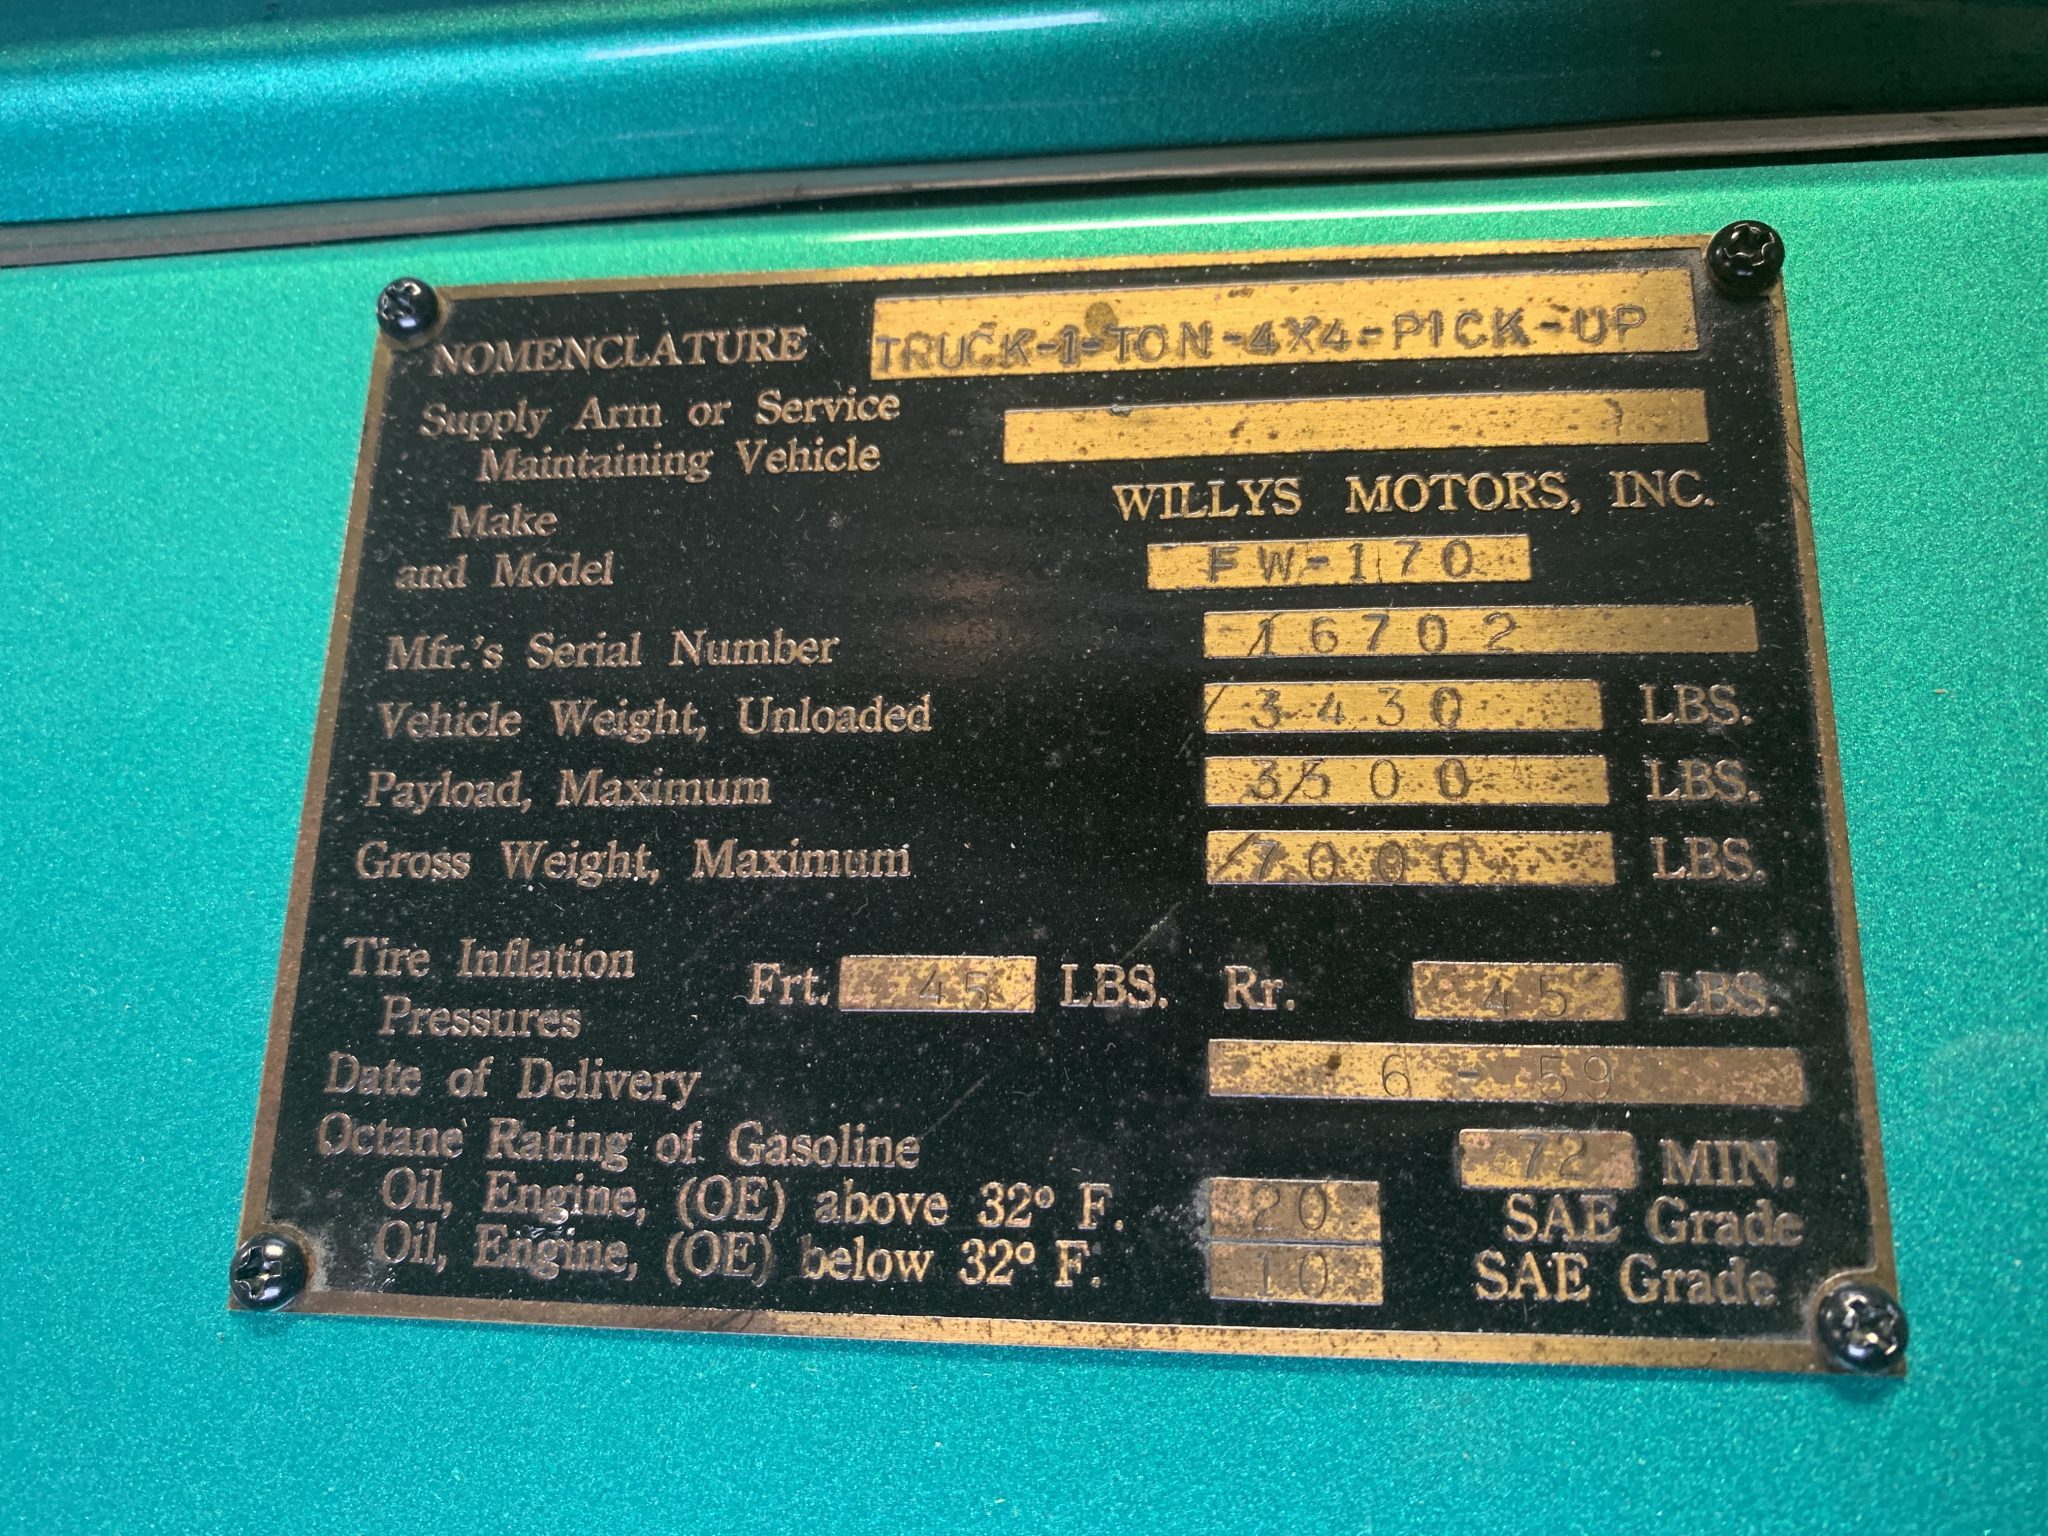 NOMENCLATURE TRUCK-1-TON-4X4-PICK-UP
Supply Arm or Service
Maintaining Vehicle
WILLYS MOTORS, INC.
Make
and Model FW-170
Mfr.'s Serial Number 16702
Vehicle Weight, Unloaded 3430 LBS.
Payload, Maximum 3500 LBS.
Gross Weight, Maximum 7000 LBS.
Tire Inflation
Pressures Frt. 45 LBS. Rr. 45 LBS.
Date of Delivery 6-59
Octane Rating of Gasoline 72 MIN.
Oil, Engine, (OE) above 32° F. 20 SAE Grade
Oil, Engine, (OE) below 32° F. 10 SAE Grade